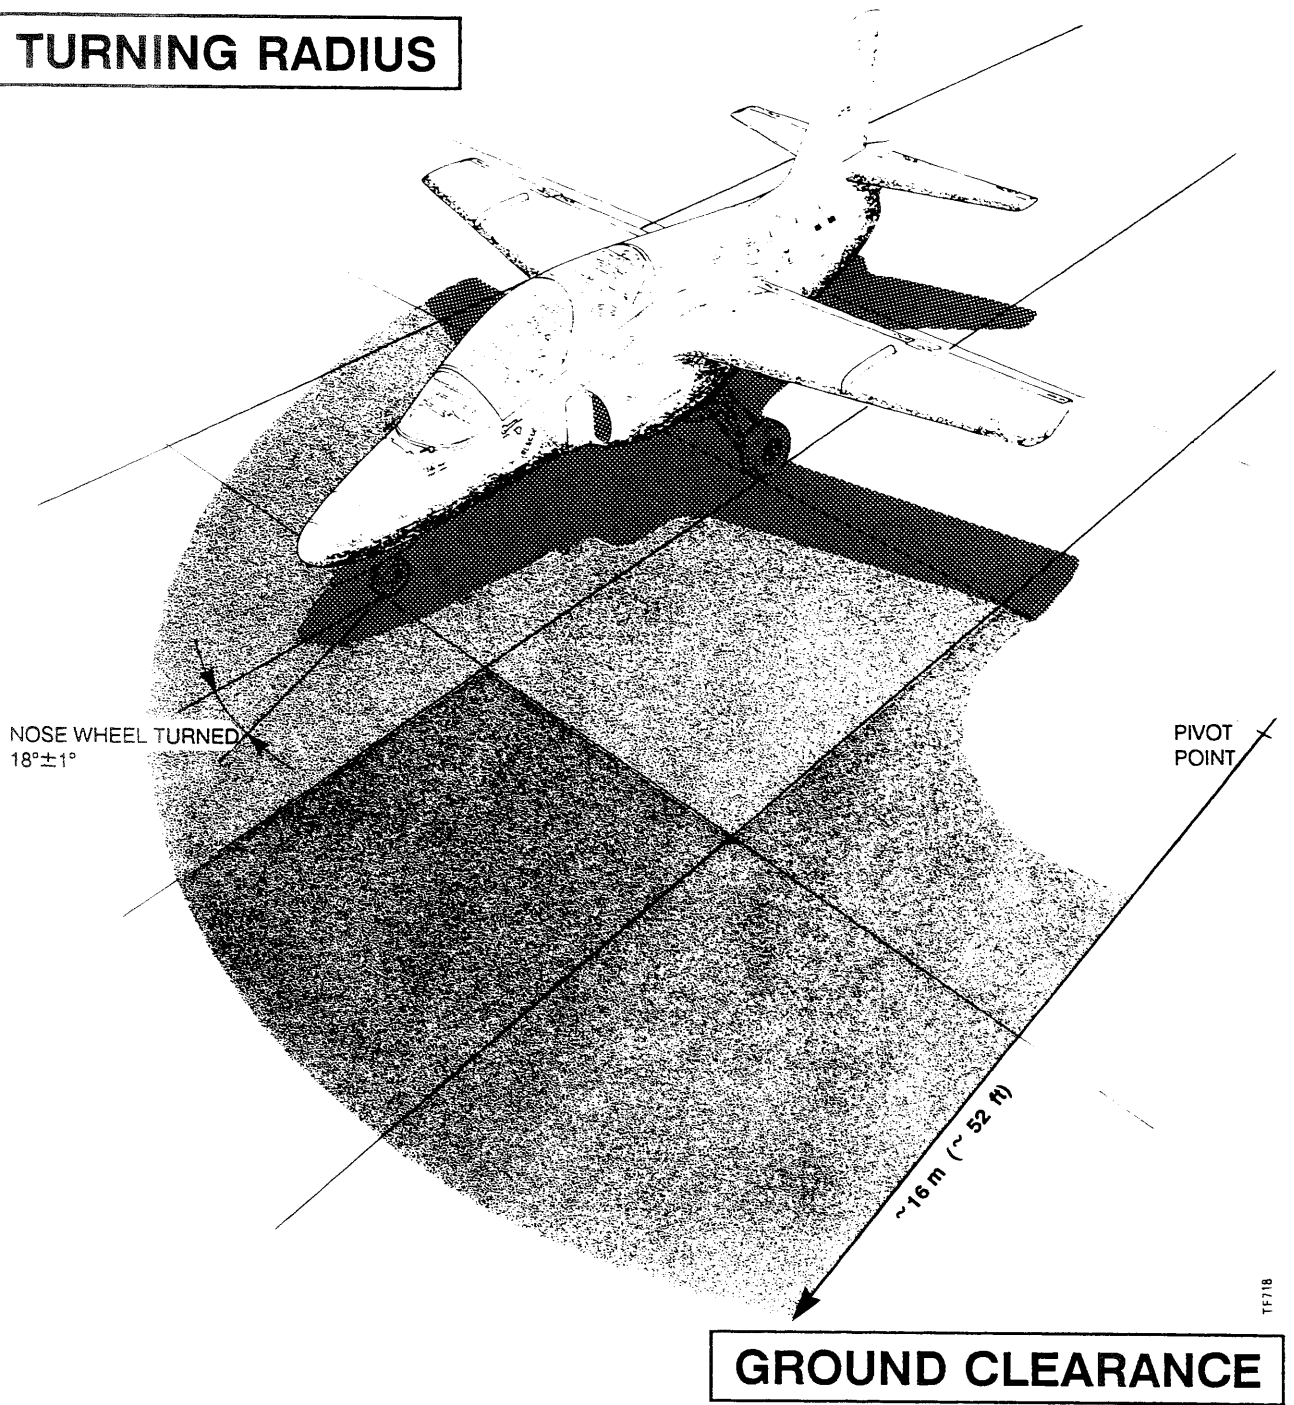 TURNING RADIUS
NOSE WHEEL TURNED
18°±1°
PIVOT
POINT
~16 m (~ 52 ft)
TF718
GROUND CLEARANCE